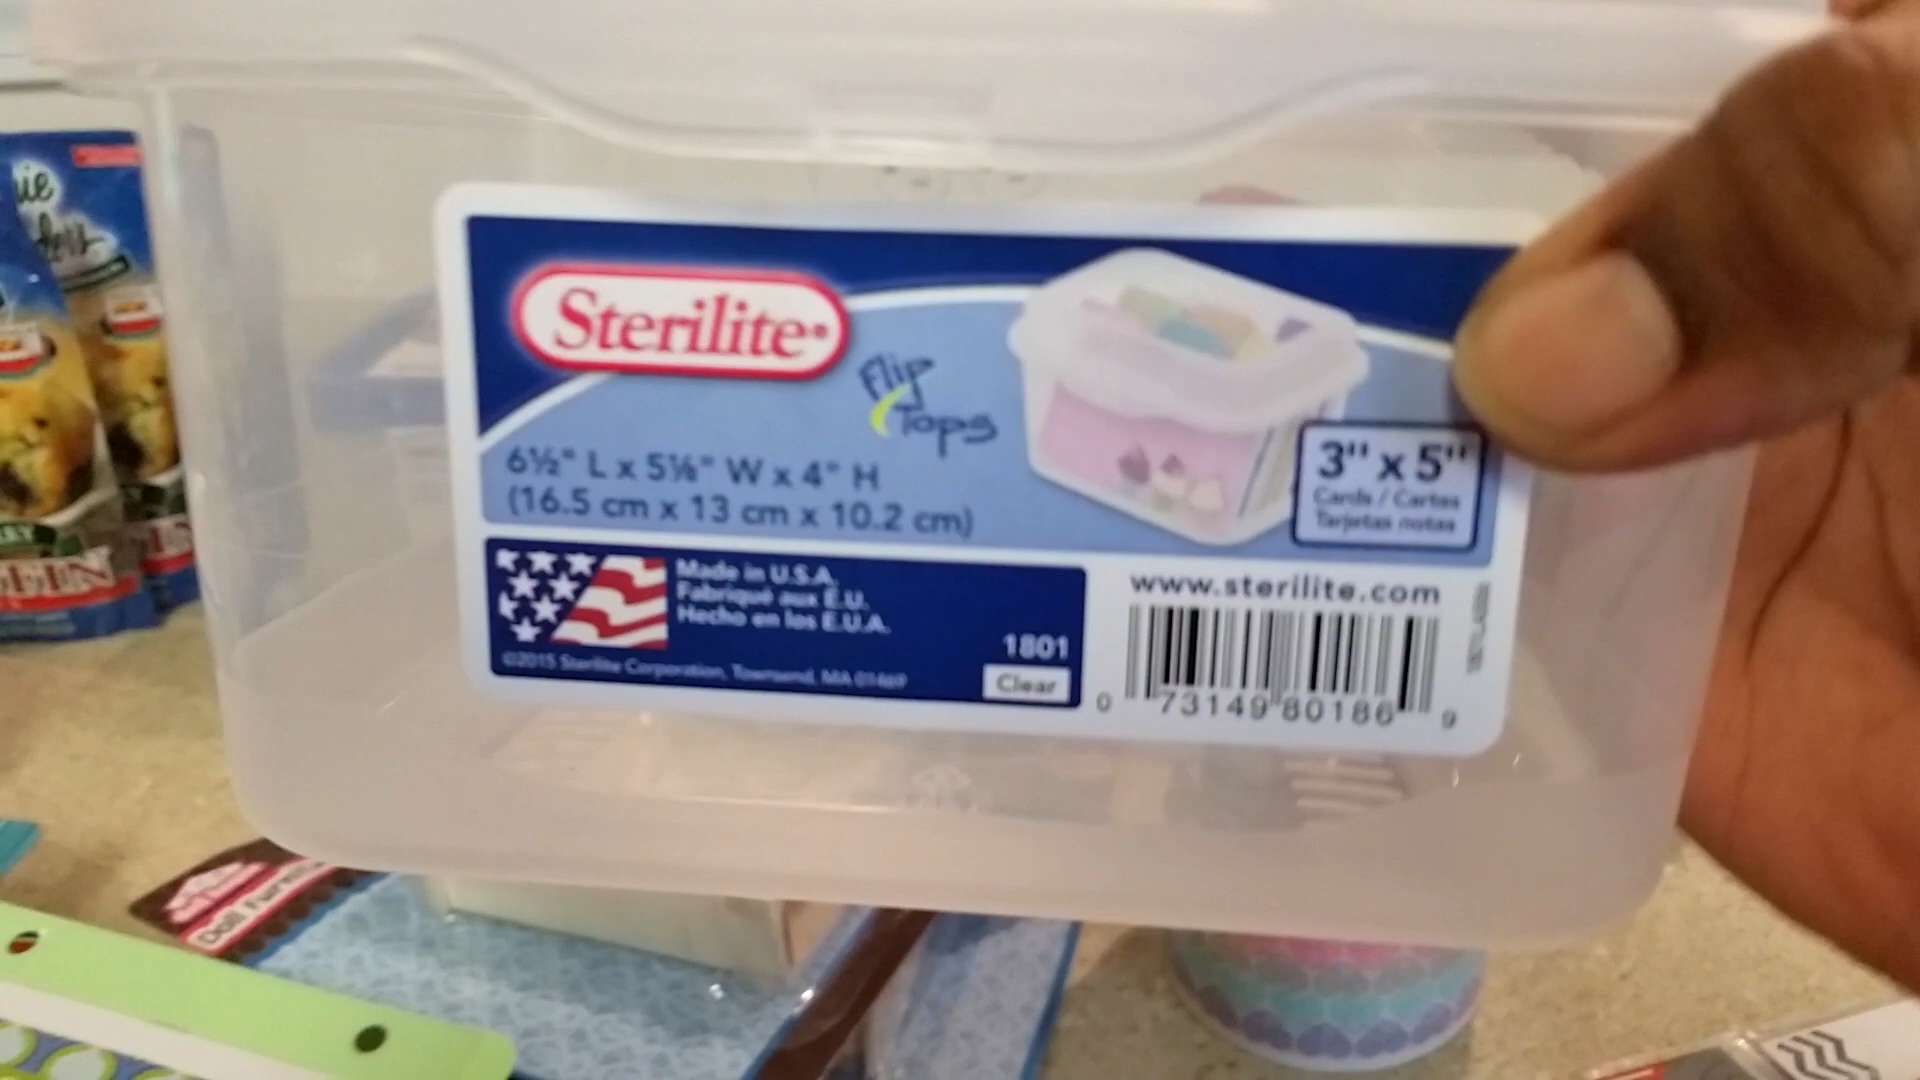 Sterilite
Flip
Tops
6½" L x 5⅛" W x 4" H
(16.5 cm x 13 cm x 10.2 cm)
3" x 5"
Cards / Cartes
Tarjetas notas
Made in U.S.A.
Fabriqué aux E.U.
Hecho en los E.U.A.
©2015 Sterilite Corporation, Townsend, MA 01469
1801
Clear
www.sterilite.com
0 73149 80186 9
Doll